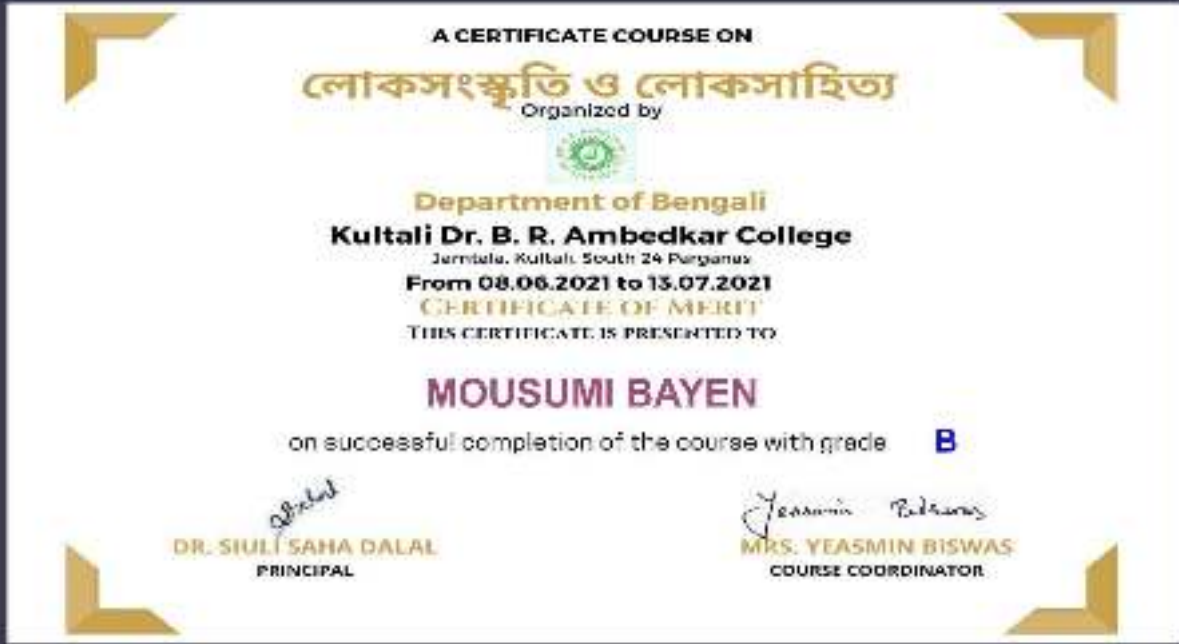 A CERTIFICATE COURSE ON
লোকসংস্কৃতি ও লোকসাহিত্য
Organized by
Department of Bengali
Kultali Dr. B. R. Ambedkar College
Jamtala, Kultali, South 24 Parganas
From 08.06.2021 to 13.07.2021
CERTIFICATE OF MERIT
THIS CERTIFICATE IS PRESENTED TO
MOUSUMI BAYEN
on successful completion of the course with grade B
Yeasmin Biswas
DR. SIULI SAHA DALAL
MRS. YEASMIN BISWAS
PRINCIPAL
COURSE COORDINATOR